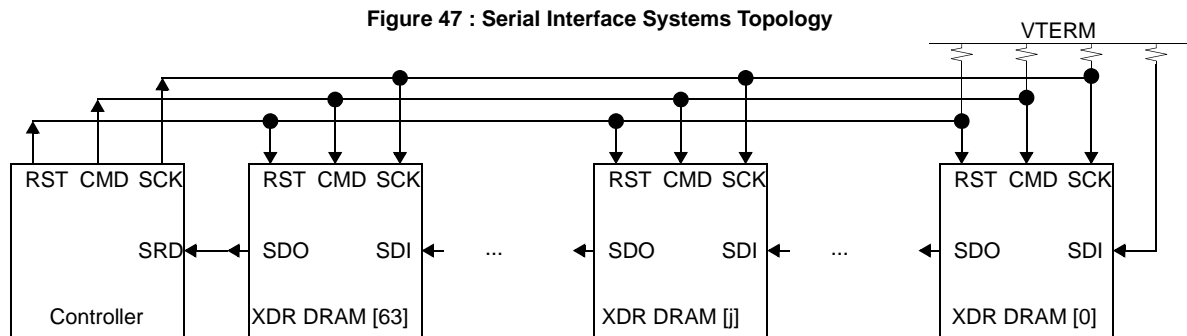 Figure 47 : Serial Interface Systems Topology
VTERM
RST CMD SCK RST CMD SCK RST CMD SCK RST CMD SCK
SRD SDO SDI ... SDO SDI ... SDO SDI
Controller XDR DRAM [63] XDR DRAM [j] XDR DRAM [0]